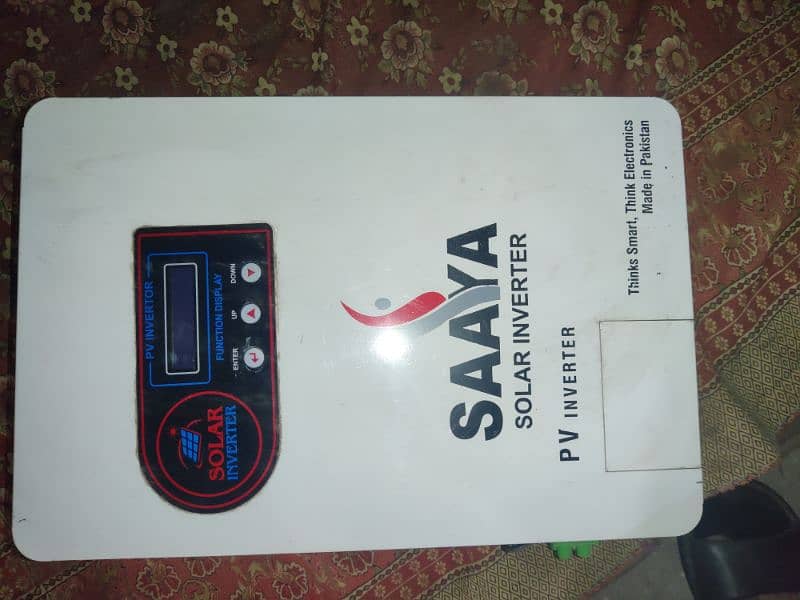 PV INVERTOR
FUNCTION DISPLAY
ENTER UP DOWN
SOLAR
INVERTER
SAAYA
SOLAR INVERTER
PV INVERTER
Thinks Smart, Think Electronics
Made in Pakistan